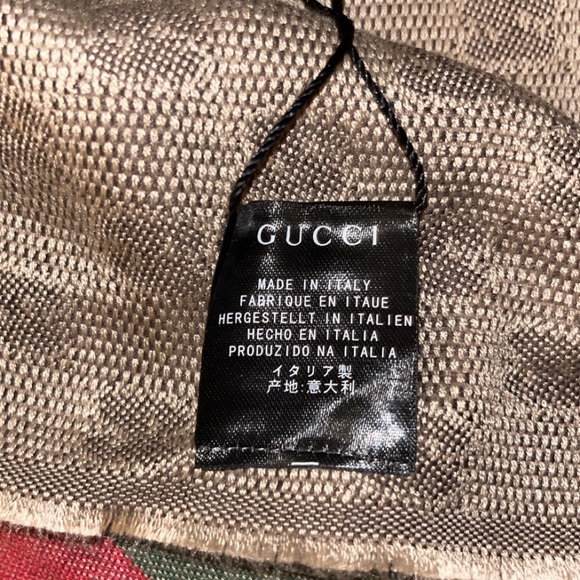 GUCCI
MADE IN ITALY
FABRIQUE EN ITAUE
HERGESTELLT IN ITALIEN
HECHO EN ITALIA
PRODUZIDO NA ITALIA
イタリア製
产地:意大利